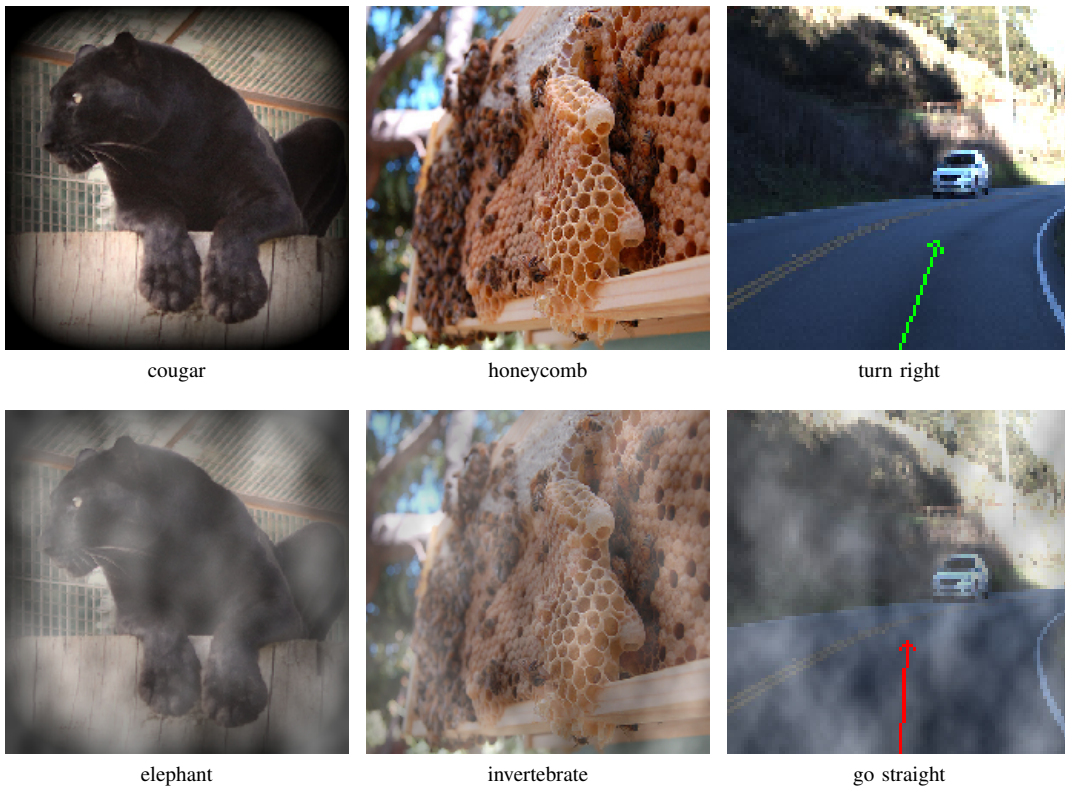 cougar
honeycomb
turn right
elephant
invertebrate
go straight